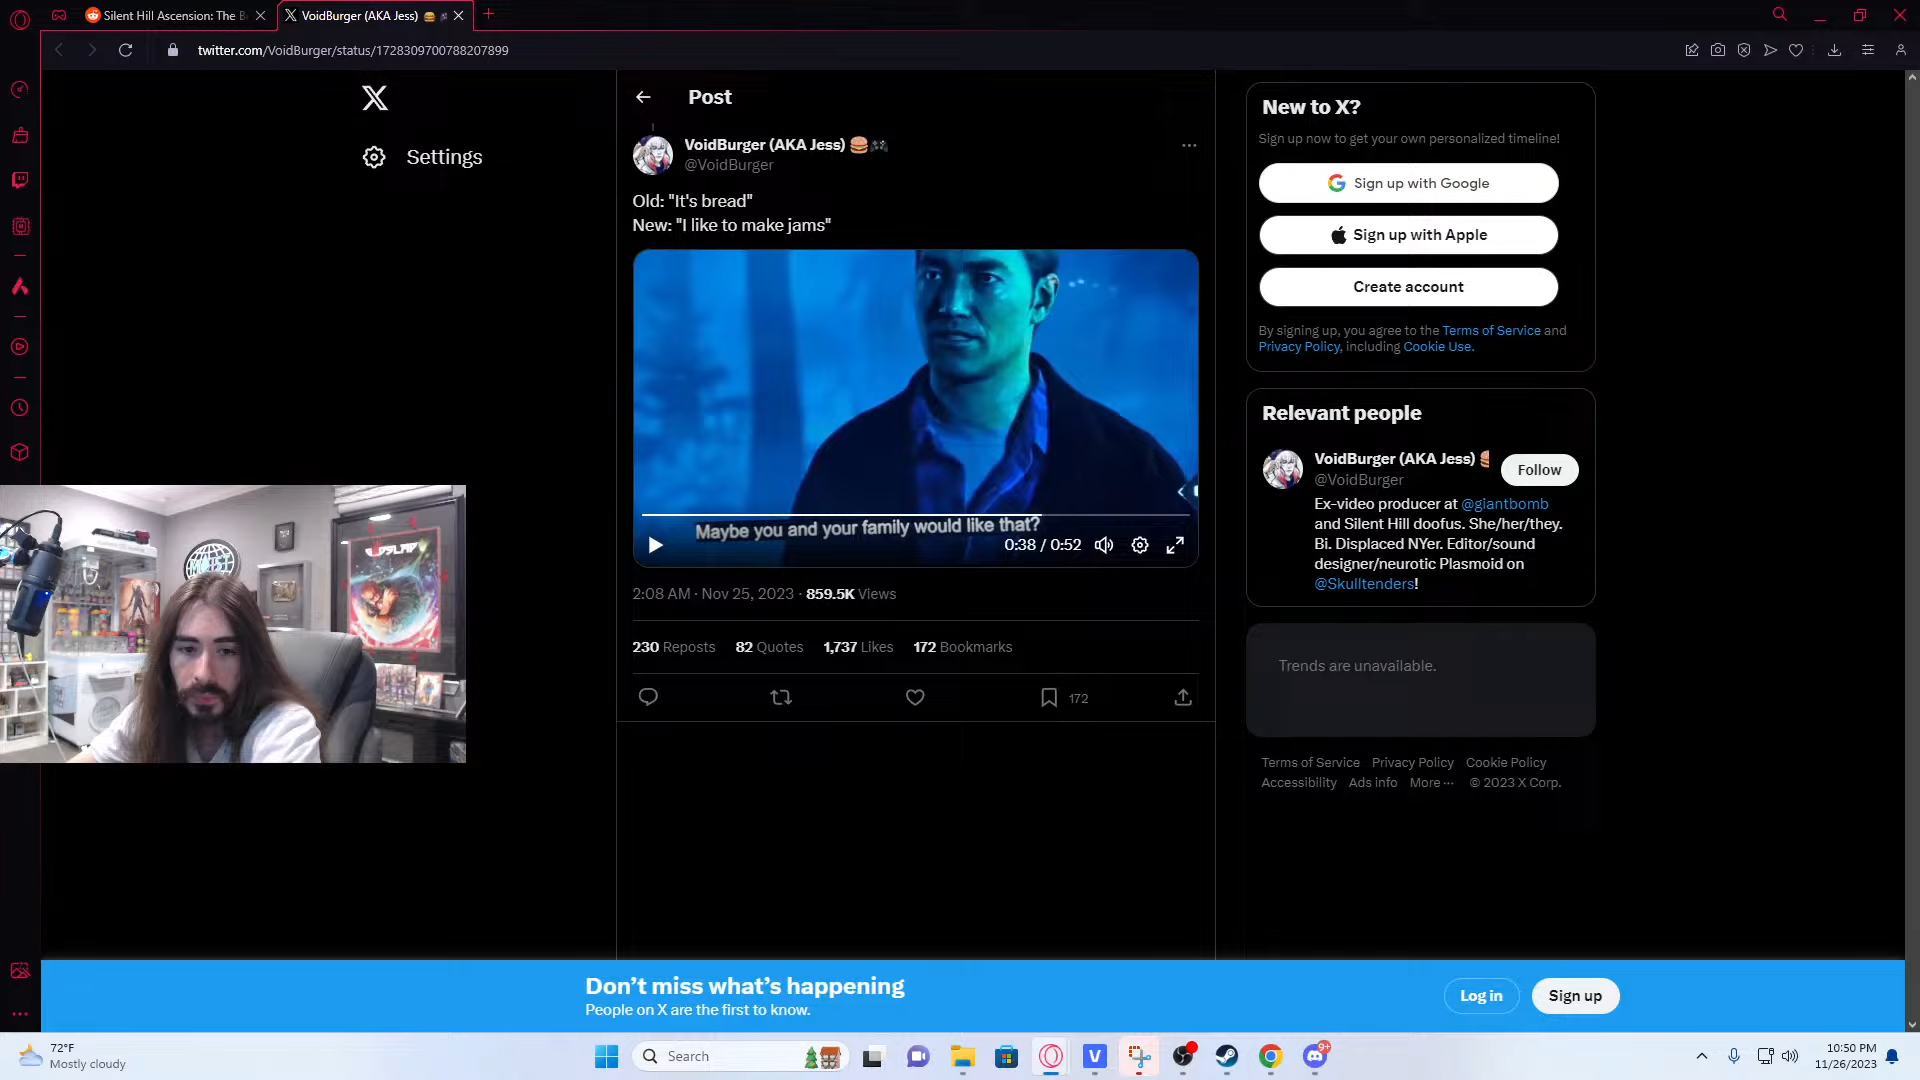 Silent Hill Ascension: The B
VoidBurger (AKA Jess)
twitter.com/VoidBurger/status/1728309700788207899
Settings
Post
VoidBurger (AKA Jess)
@VoidBurger
Old: "It's bread"
New: "I like to make jams"
Maybe you and your family would like that?
0:38 / 0:52
2:08 AM · Nov 25, 2023 · 859.5K Views
230 Reposts 82 Quotes 1,737 Likes 172 Bookmarks
172
New to X?
Sign up now to get your own personalized timeline!
Sign up with Google
Sign up with Apple
Create account
By signing up, you agree to the Terms of Service and
Privacy Policy, including Cookie Use.
Relevant people
VoidBurger (AKA Jess)
@VoidBurger
Follow
Ex-video producer at @giantbomb
and Silent Hill doofus. She/her/they.
Bi. Displaced NYer. Editor/sound
designer/neurotic Plasmoid on
@Skulltenders!
Trends are unavailable.
Terms of Service Privacy Policy Cookie Policy
Accessibility Ads info More ··· © 2023 X Corp.
MOIST
Don't miss what's happening
People on X are the first to know.
Log in
Sign up
72°F
Mostly cloudy
Search
V
9+
10:50 PM
11/26/2023